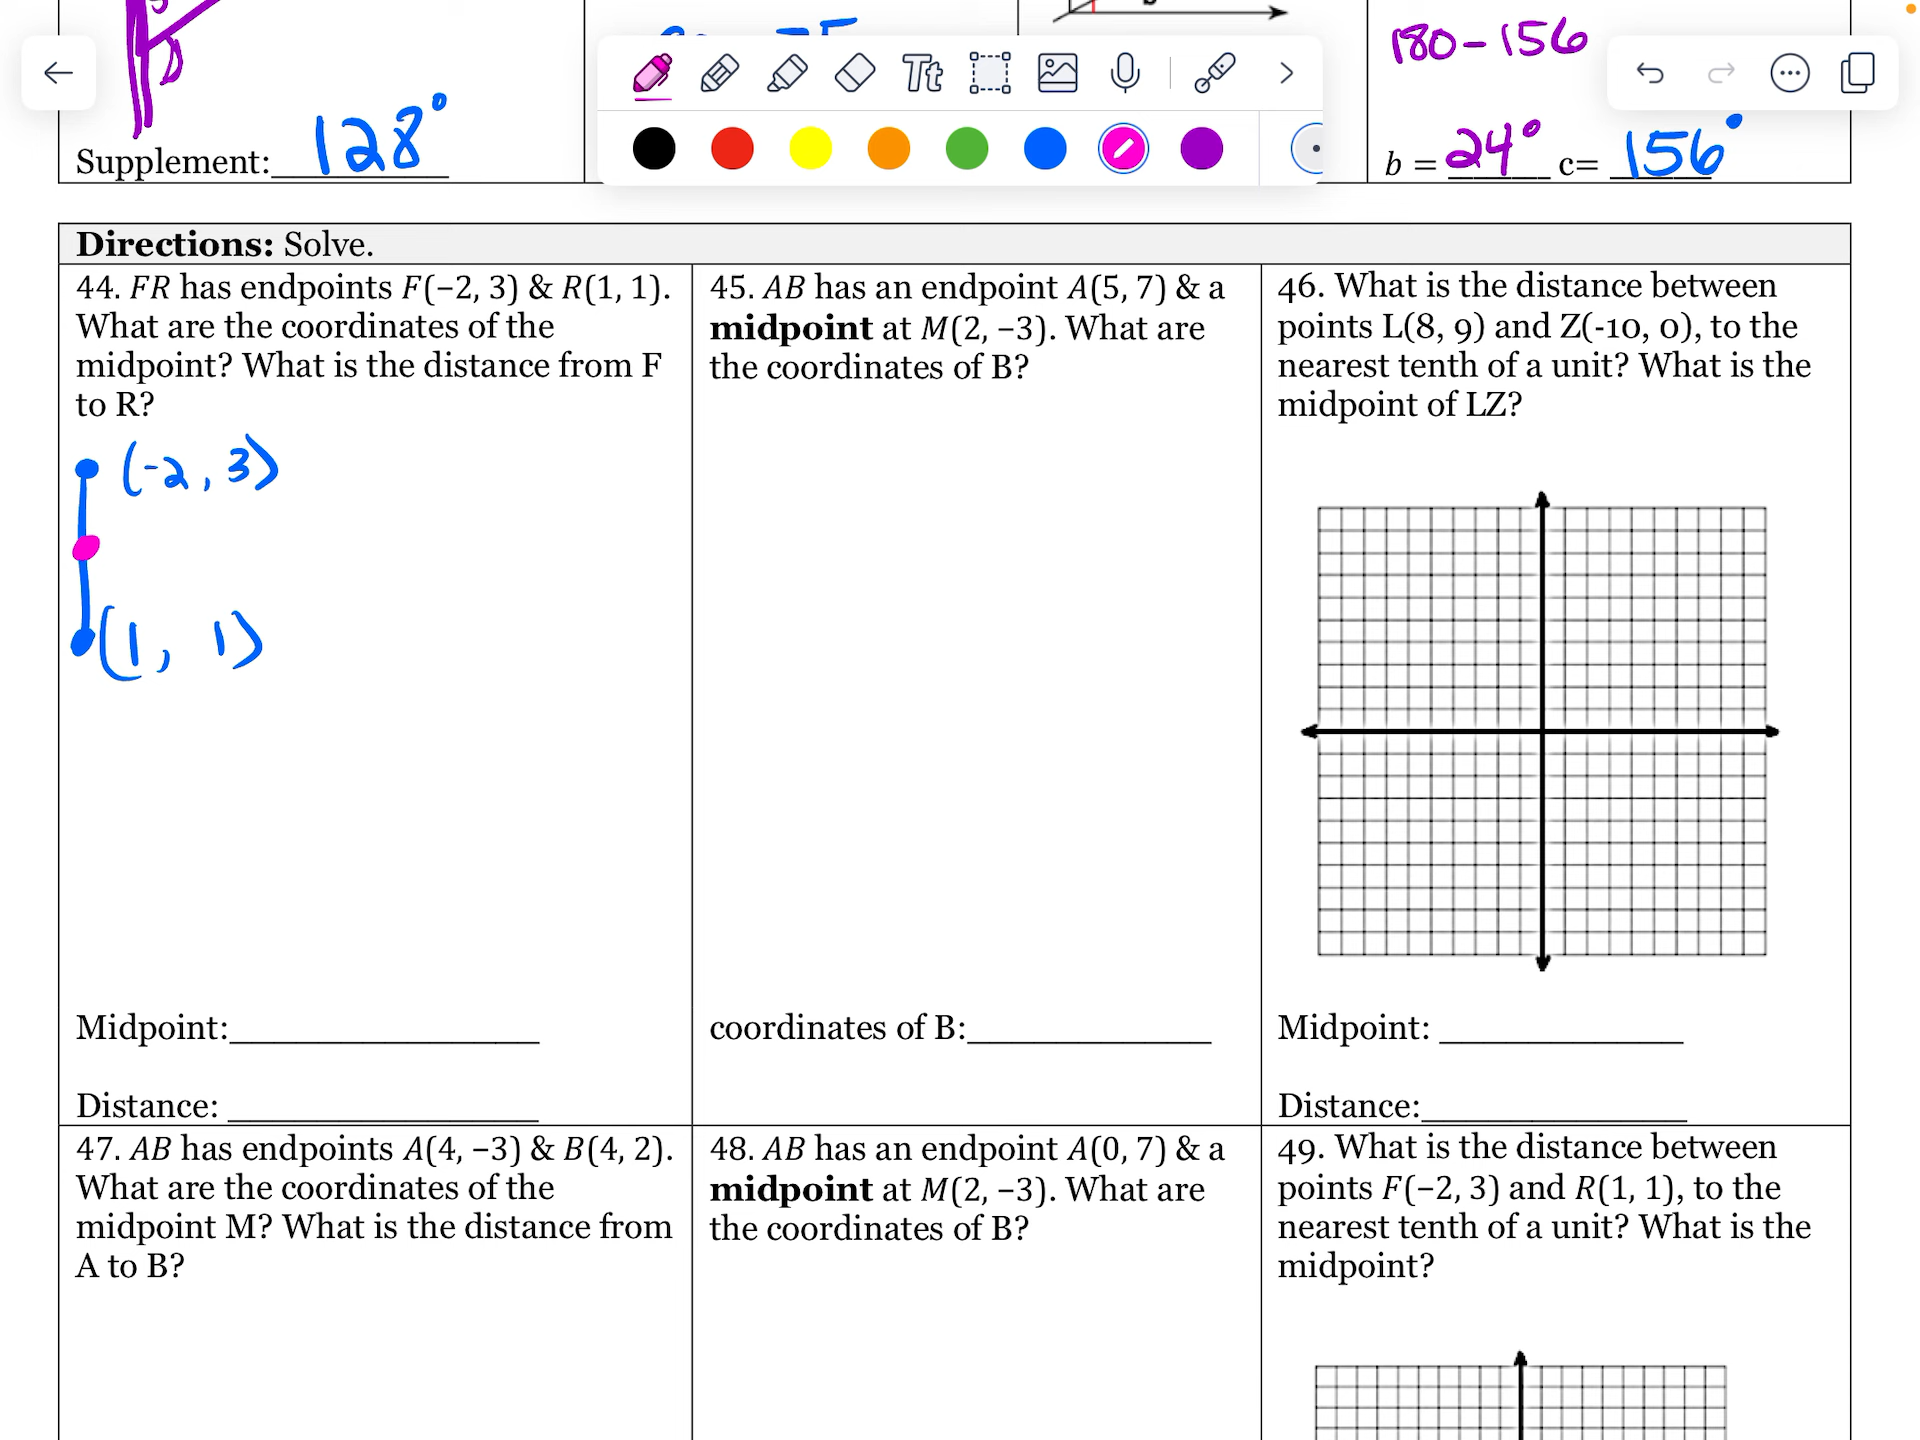 180-156
Tt
Supplement: 128°
b = 24° c= 156°
Directions: Solve.
44. FR has endpoints F(−2, 3) & R(1, 1).
What are the coordinates of the
midpoint? What is the distance from F
to R?
(-2, 3)
(1, 1)
Midpoint:
Distance:
45. AB has an endpoint A(5, 7) & a
midpoint at M(2, −3). What are
the coordinates of B?
coordinates of B:
46. What is the distance between
points L(8, 9) and Z(-10, 0), to the
nearest tenth of a unit? What is the
midpoint of LZ?
Midpoint:
Distance:
47. AB has endpoints A(4, −3) & B(4, 2).
What are the coordinates of the
midpoint M? What is the distance from
A to B?
48. AB has an endpoint A(0, 7) & a
midpoint at M(2, −3). What are
the coordinates of B?
49. What is the distance between
points F(−2, 3) and R(1, 1), to the
nearest tenth of a unit? What is the
midpoint?